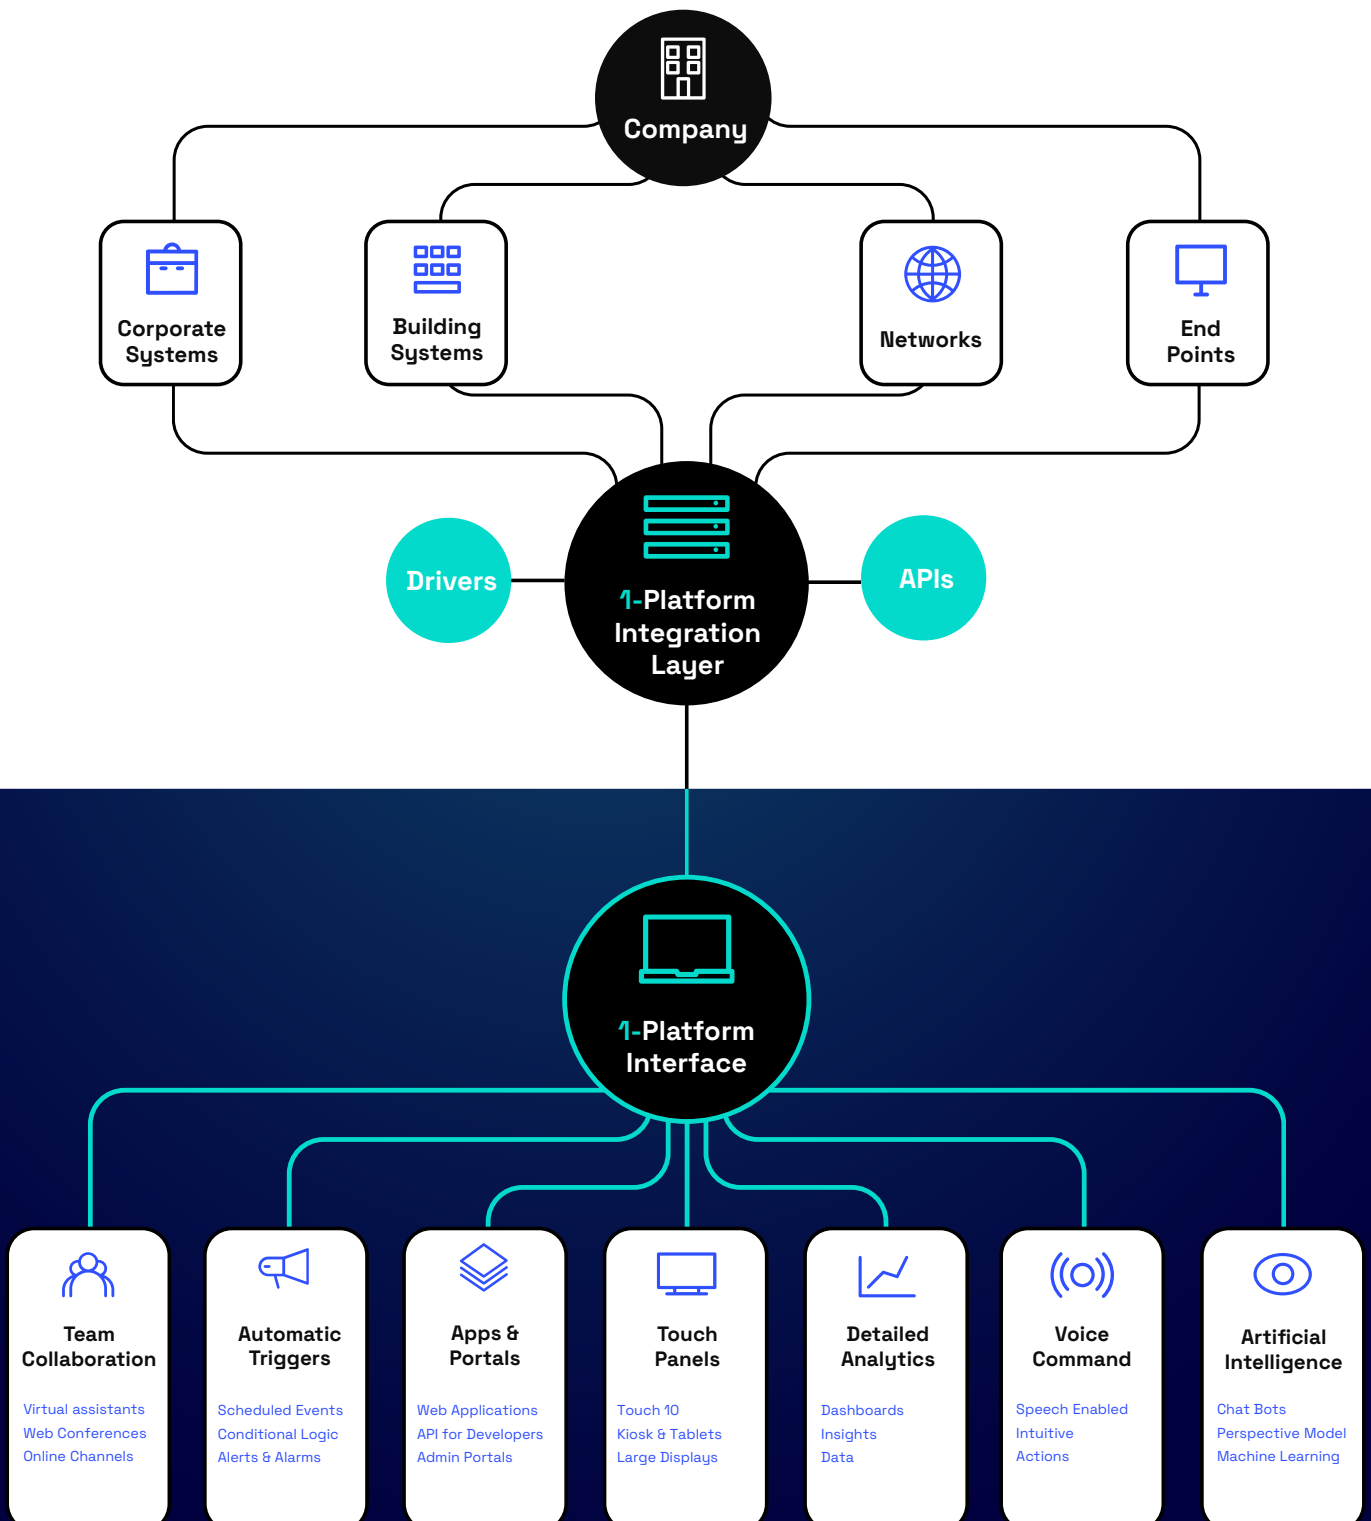 Company
Corporate
Systems
Building
Systems
Networks
End
Points
Drivers
1-Platform
Integration
Layer
APIs
1-Platform
Interface
Team
Collaboration
Virtual assistants
Web Conferences
Online Channels
Automatic
Triggers
Scheduled Events
Conditional Logic
Alerts & Alarms
Apps &
Portals
Web Applications
API for Developers
Admin Portals
Touch
Panels
Touch 10
Kiosk & Tablets
Large Displays
Detailed
Analytics
Dashboards
Insights
Data
Voice
Command
Speech Enabled
Intuitive
Actions
Artificial
Intelligence
Chat Bots
Perspective Model
Machine Learning